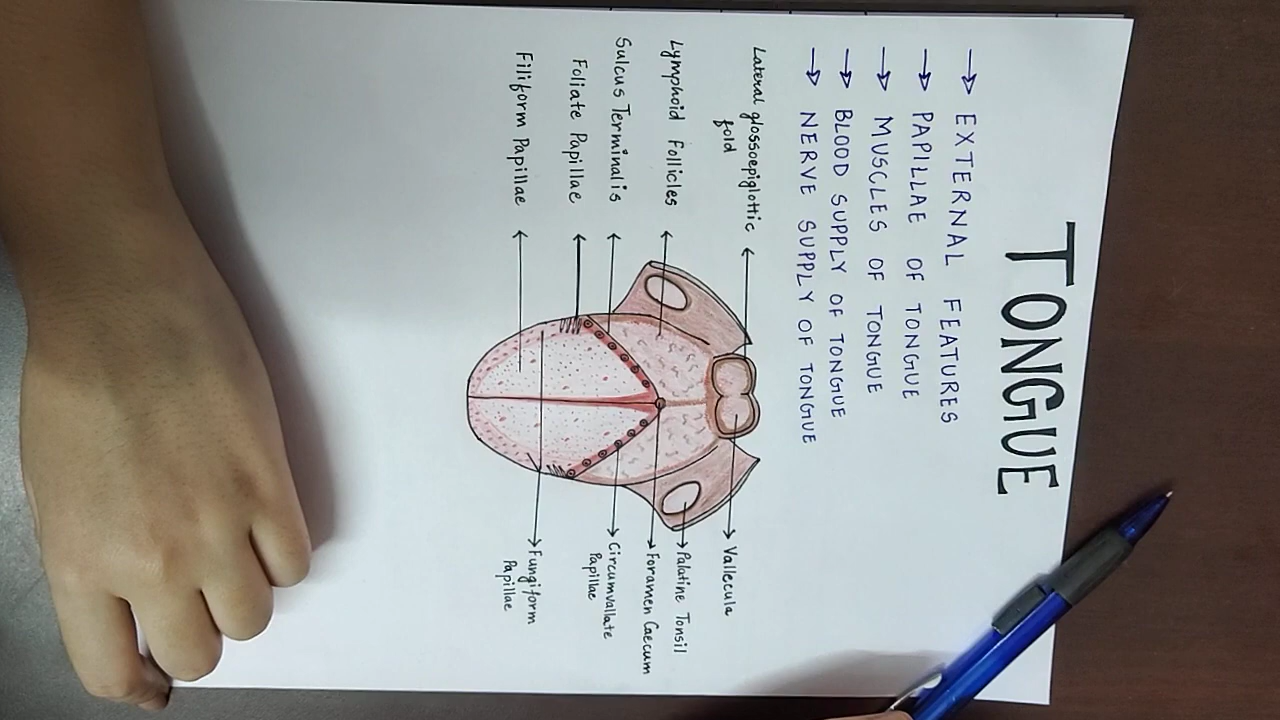 TONGUE
→ EXTERNAL FEATURES
→ PAPILLAE OF TONGUE
→ MUSCLES OF TONGUE
→ BLOOD SUPPLY OF TONGUE
→ NERVE SUPPLY OF TONGUE
Lateral glossoepiglottic
fold
Lymphoid Follicles
Sulcus Terminalis
Foliate Papillae
Filiform Papillae
Vallecula
Palatine Tonsil
Foramen Caecum
Circumvallate
Papillae
Fungiform
Papillae